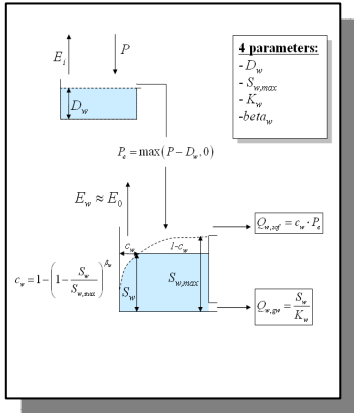 E_i
P
4 parameters:
- D_w
- S_w,max
- K_w
-beta_w
D_w
P_e = max(P − D_w, 0)
E_w ≈ E_0
c_w
1-c_w
Q_w,sof = c_w · P_e
c_w = 1 − (1 − S_w / S_w,max)^β_w
S_w
S_w,max
Q_w,gw = S_w / K_w